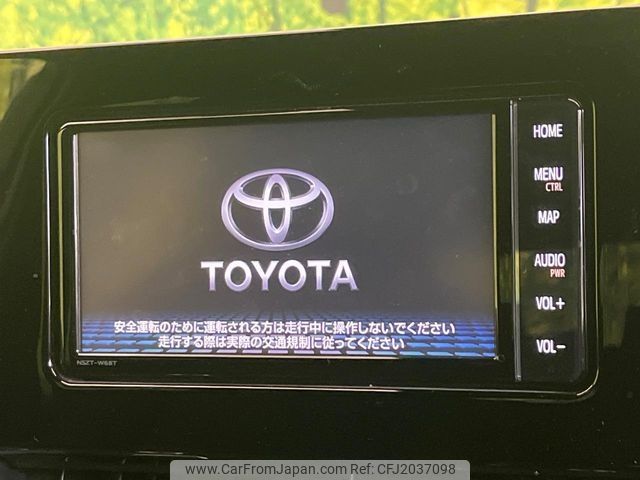 TOYOTA
安全運転のために運転される方は走行中に操作しないでください
走行する際は実際の交通規制に従ってください
NSZT-W68T
HOME
MENU
CTRL
MAP
AUDIO
PWR
VOL+
VOL-
www.CarFromJapan.com | CFJ2037098